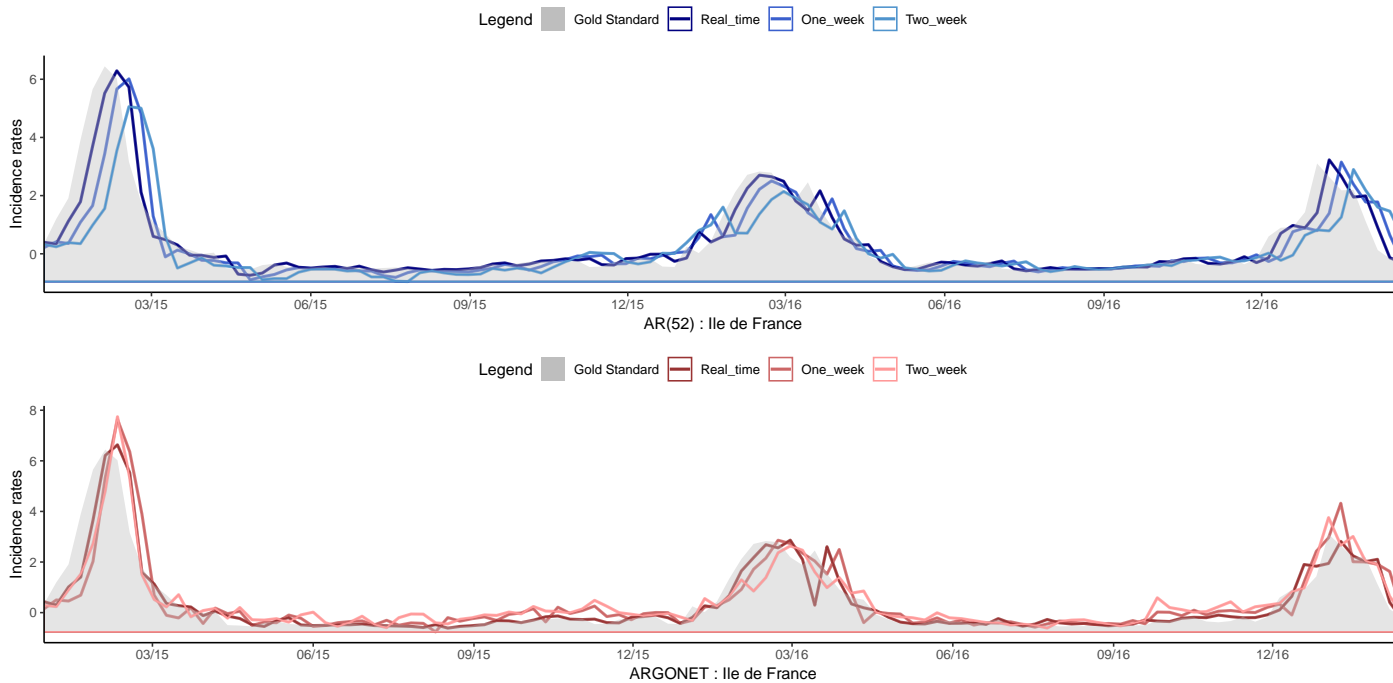 Legend Gold Standard Real_time One_week Two_week
Incidence rates
6
4
2
0
03/15 06/15 09/15 12/15 03/16 06/16 09/16 12/16
AR(52) : Ile de France
Legend Gold Standard Real_time One_week Two_week
Incidence rates
8
6
4
2
0
03/15 06/15 09/15 12/15 03/16 06/16 09/16 12/16
ARGONET : Ile de France